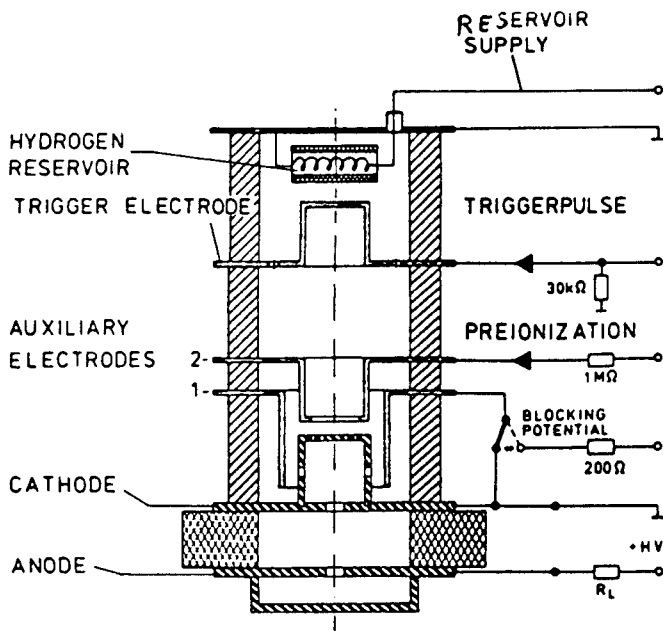 RESERVOIR
SUPPLY
HYDROGEN
RESERVOIR
TRIGGER ELECTRODE
TRIGGERPULSE
30kΩ
AUXILIARY
ELECTRODES
2-
1-
PREIONIZATION
1MΩ
BLOCKING
POTENTIAL
200Ω
CATHODE
+HV
ANODE
RL